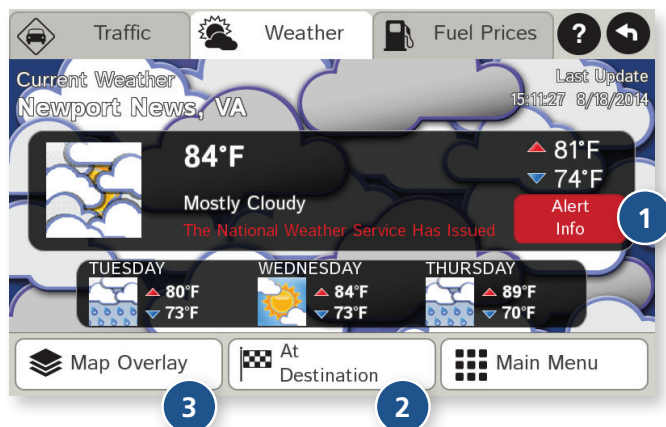 Traffic
Weather
Fuel Prices
?
Current Weather
Last Update
Newport News, VA
15:11:27 8/18/2014
84°F
81°F
74°F
Mostly Cloudy
The National Weather Service Has Issued
Alert
Info
1
TUESDAY
80°F
73°F
WEDNESDAY
84°F
73°F
THURSDAY
89°F
70°F
Map Overlay
At
Destination
Main Menu
3
2